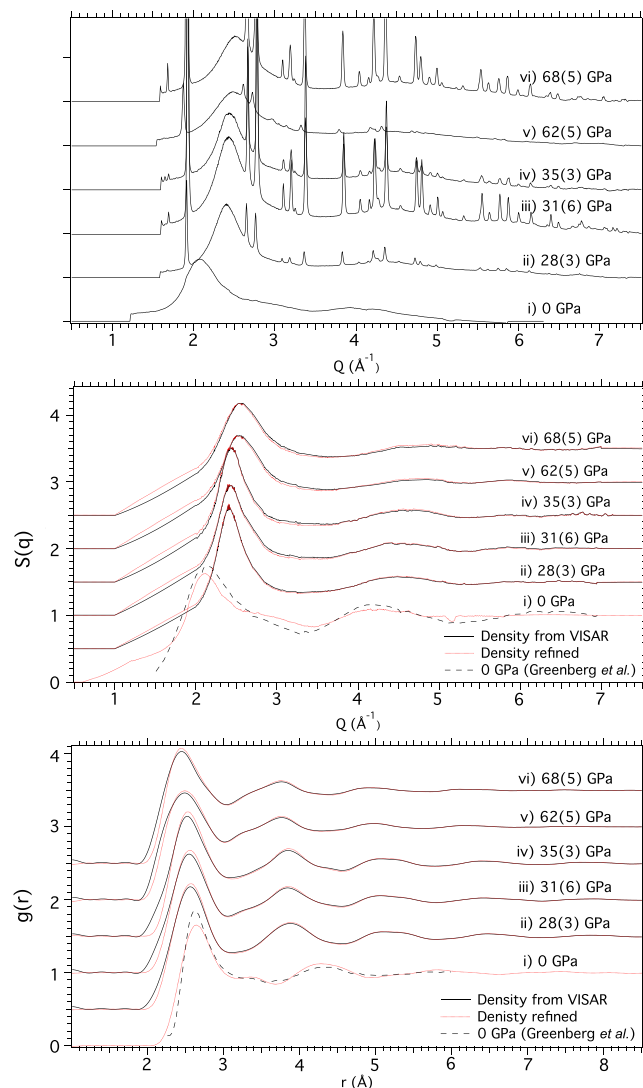 vi) 68(5) GPa
v) 62(5) GPa
iv) 35(3) GPa
iii) 31(6) GPa
ii) 28(3) GPa
i) 0 GPa
1 2 3 4 5 6 7
Q (Å-1)
4
3
2
1
0
S(q)
vi) 68(5) GPa
v) 62(5) GPa
iv) 35(3) GPa
iii) 31(6) GPa
ii) 28(3) GPa
i) 0 GPa
Density from VISAR
Density refined
0 GPa (Greenberg et al.)
1 2 3 4 5 6 7
Q (Å-1)
4
3
2
1
0
g(r)
vi) 68(5) GPa
v) 62(5) GPa
iv) 35(3) GPa
iii) 31(6) GPa
ii) 28(3) GPa
i) 0 GPa
Density from VISAR
Denisty refined
0 GPa (Greenberg et al.)
2 3 4 5 6 7 8
r (Å)